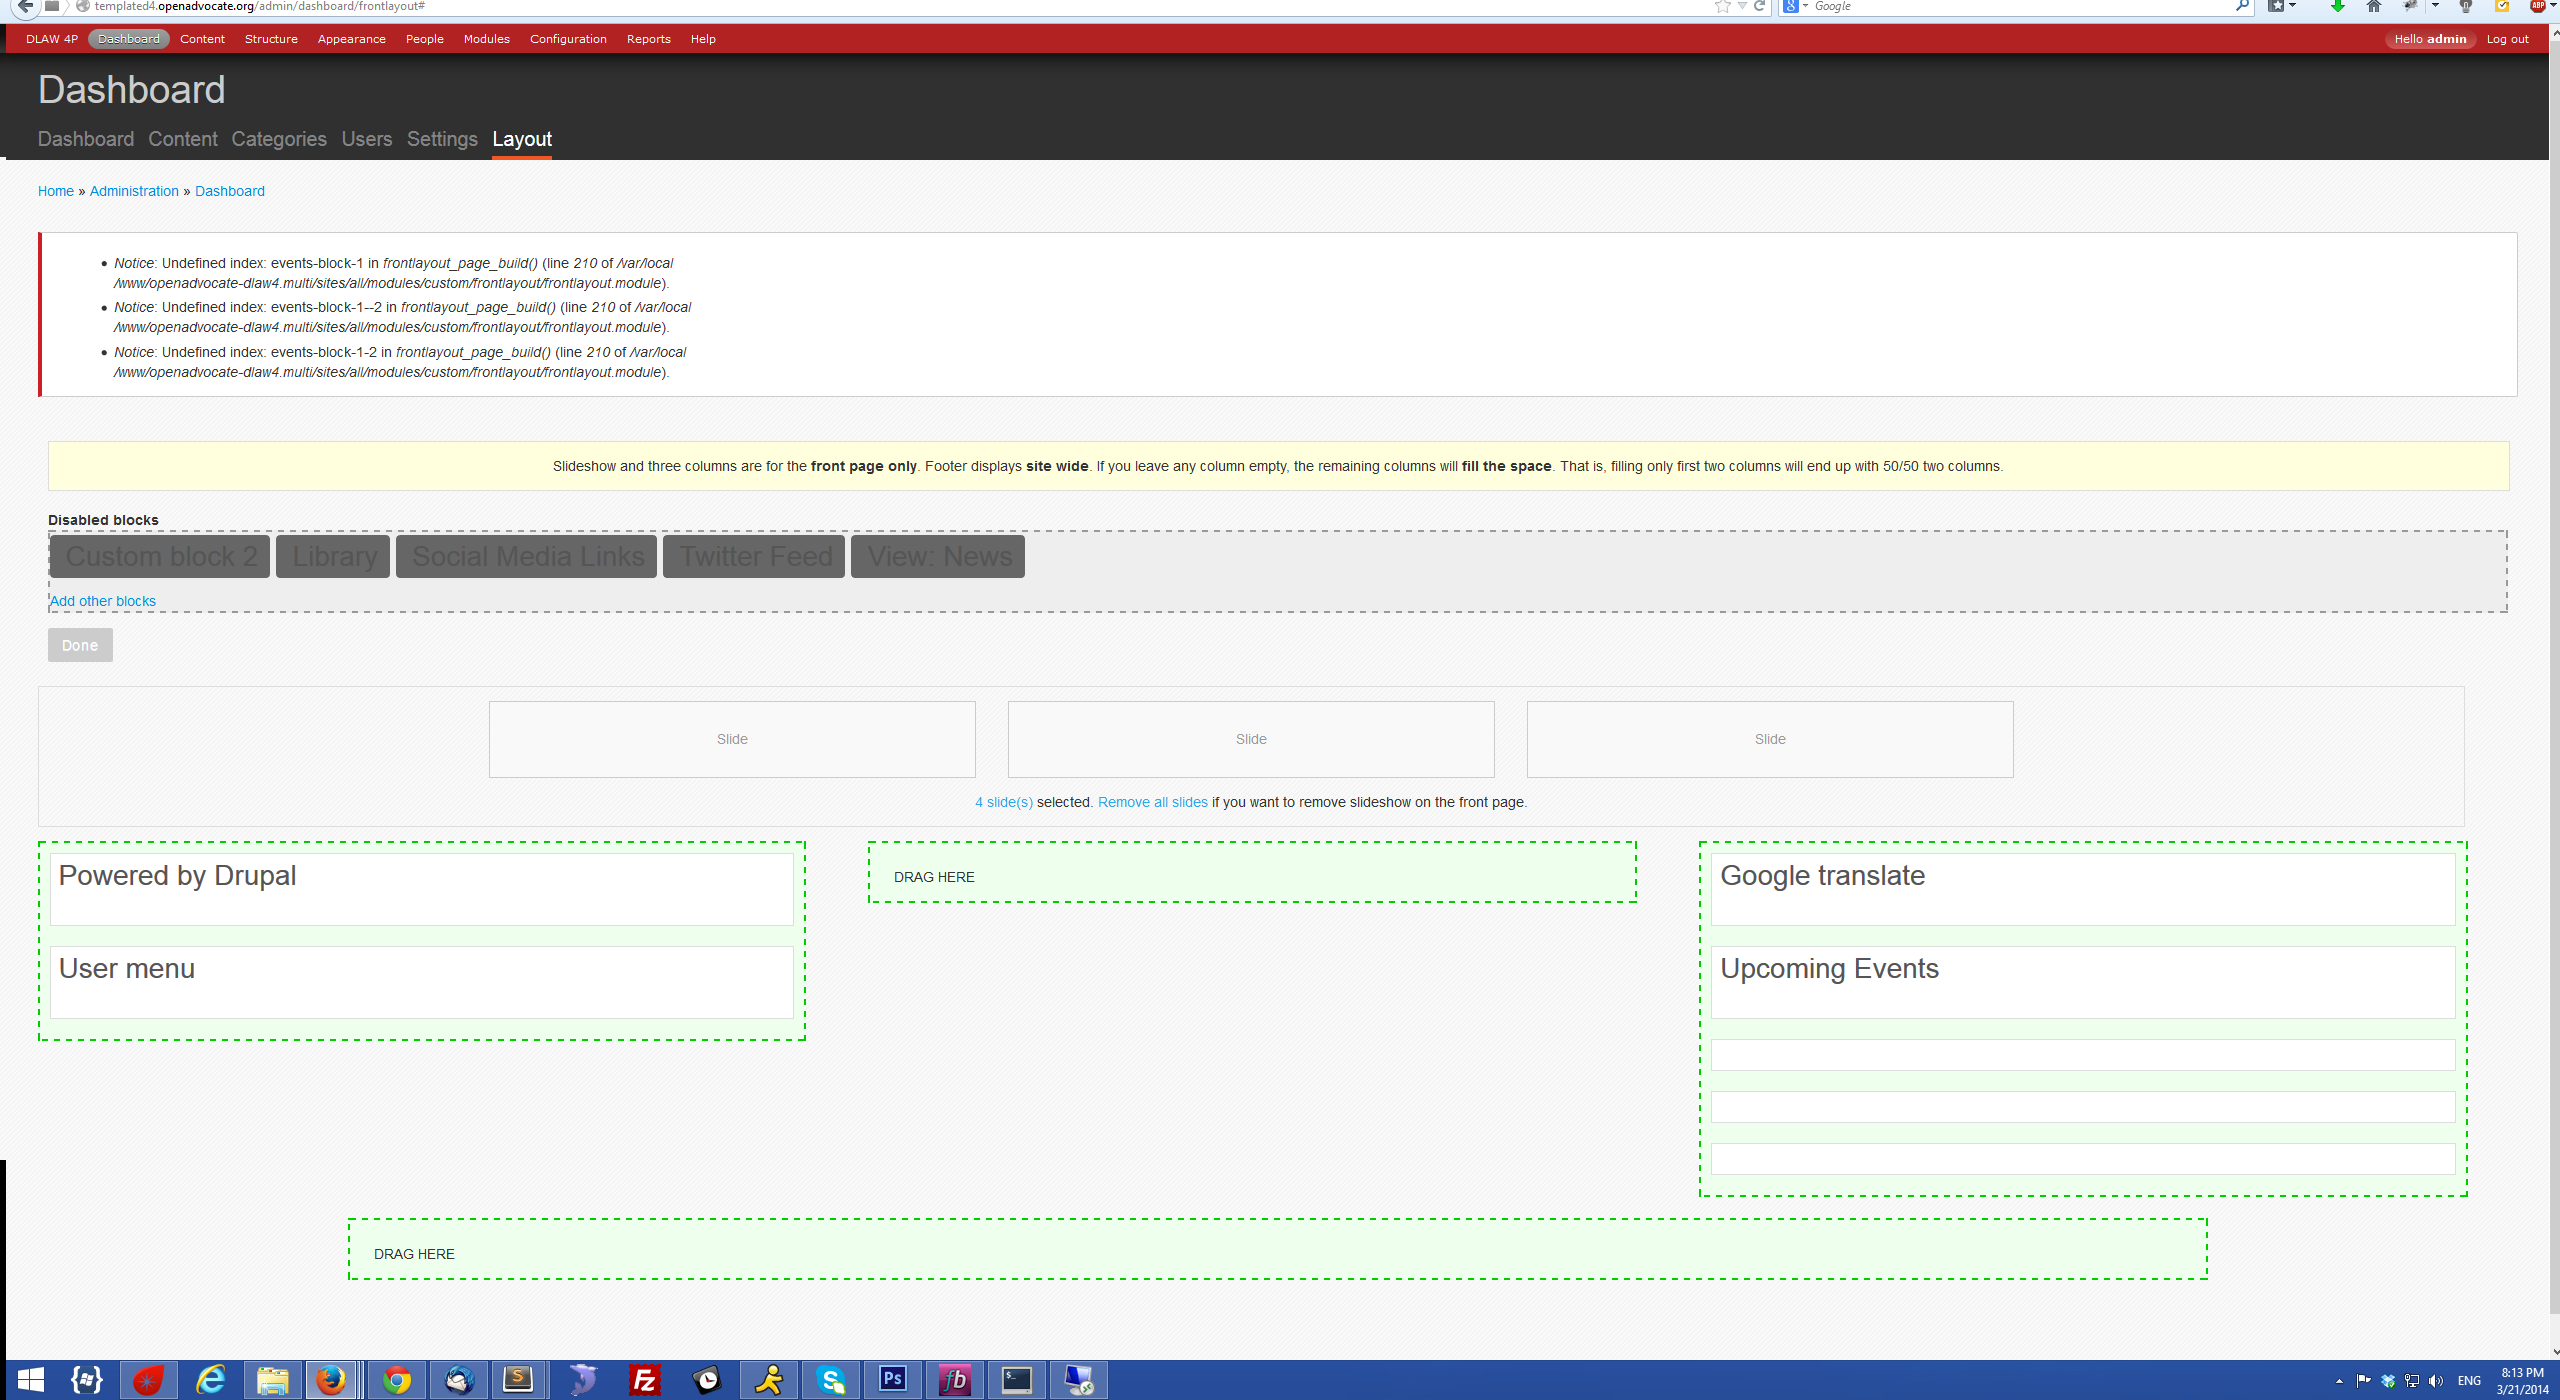 templated4.openadvocate.org/admin/dashboard/frontlayout#
Google
DLAW 4P Dashboard Content Structure Appearance People Modules Configuration Reports Help
Hello admin Log out
Dashboard
Dashboard Content Categories Users Settings Layout
Home » Administration » Dashboard
Notice: Undefined index: events-block-1 in frontlayout_page_build() (line 210 of /var/local
/www/openadvocate-dlaw4.multi/sites/all/modules/custom/frontlayout/frontlayout.module).
Notice: Undefined index: events-block-1--2 in frontlayout_page_build() (line 210 of /var/local
/www/openadvocate-dlaw4.multi/sites/all/modules/custom/frontlayout/frontlayout.module).
Notice: Undefined index: events-block-1-2 in frontlayout_page_build() (line 210 of /var/local
/www/openadvocate-dlaw4.multi/sites/all/modules/custom/frontlayout/frontlayout.module).
Slideshow and three columns are for the front page only. Footer displays site wide. If you leave any column empty, the remaining columns will fill the space. That is, filling only first two columns will end up with 50/50 two columns.
Disabled blocks
Custom block 2 Library Social Media Links Twitter Feed View: News
Add other blocks
Done
Slide Slide Slide
4 slide(s) selected. Remove all slides if you want to remove slideshow on the front page.
Powered by Drupal
User menu
DRAG HERE
Google translate
Upcoming Events
DRAG HERE
ENG
8:13 PM
3/21/2014